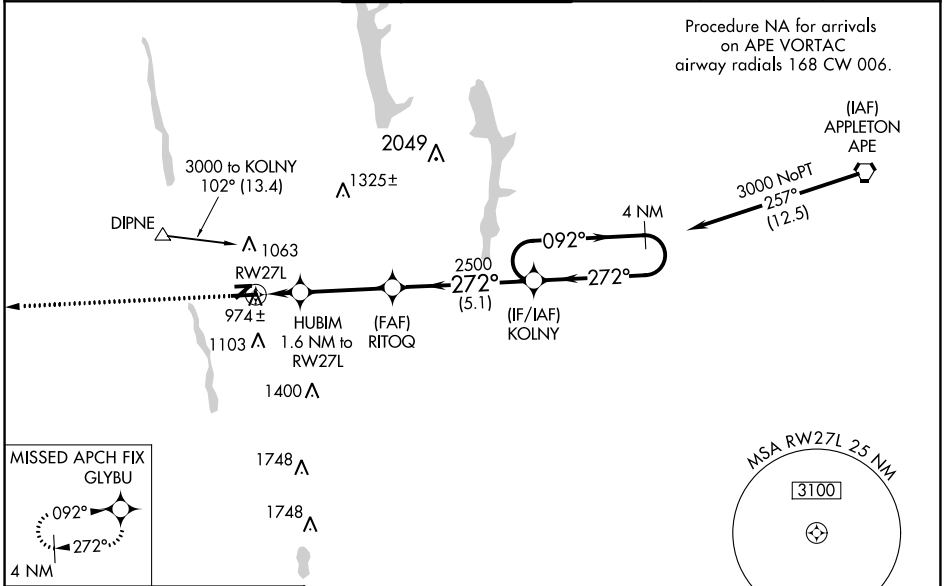 Procedure NA for arrivals
on APE VORTAC
airway radials 168 CW 006.
(IAF)
APPLETON
APE
2049
1325±
3000 to KOLNY
102° (13.4)
3000 NoPT
257°
(12.5)
4 NM
DIPNE
1063
092°
RW27L
2500
272°
(5.1)
272°
974±
HUBIM
1.6 NM to
RW27L
(FAF)
RITOQ
(IF/IAF)
KOLNY
1103
1400
MISSED APCH FIX
GLYBU
092°
272°
4 NM
1748
1748
MSA RW27L 25 NM
3100